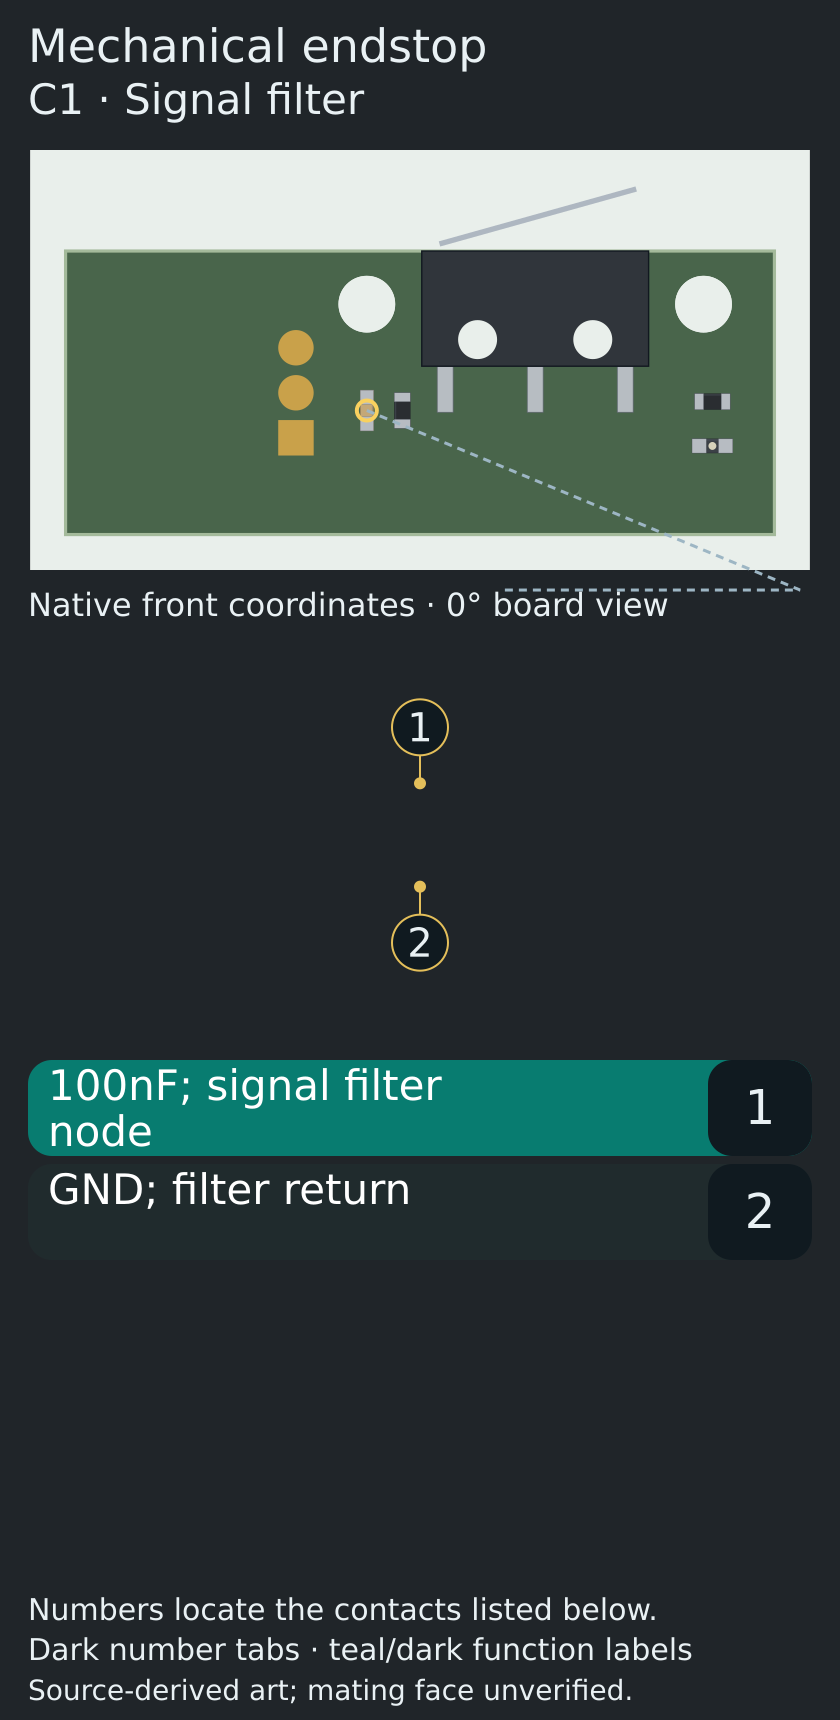 Mechanical endstop
C1 · Signal filter
Native front coordinates · 0° board view
1
2
100nF; signal filter
node
1
GND; filter return
2
Numbers locate the contacts listed below.
Dark number tabs · teal/dark function labels
Source-derived art; mating face unverified.